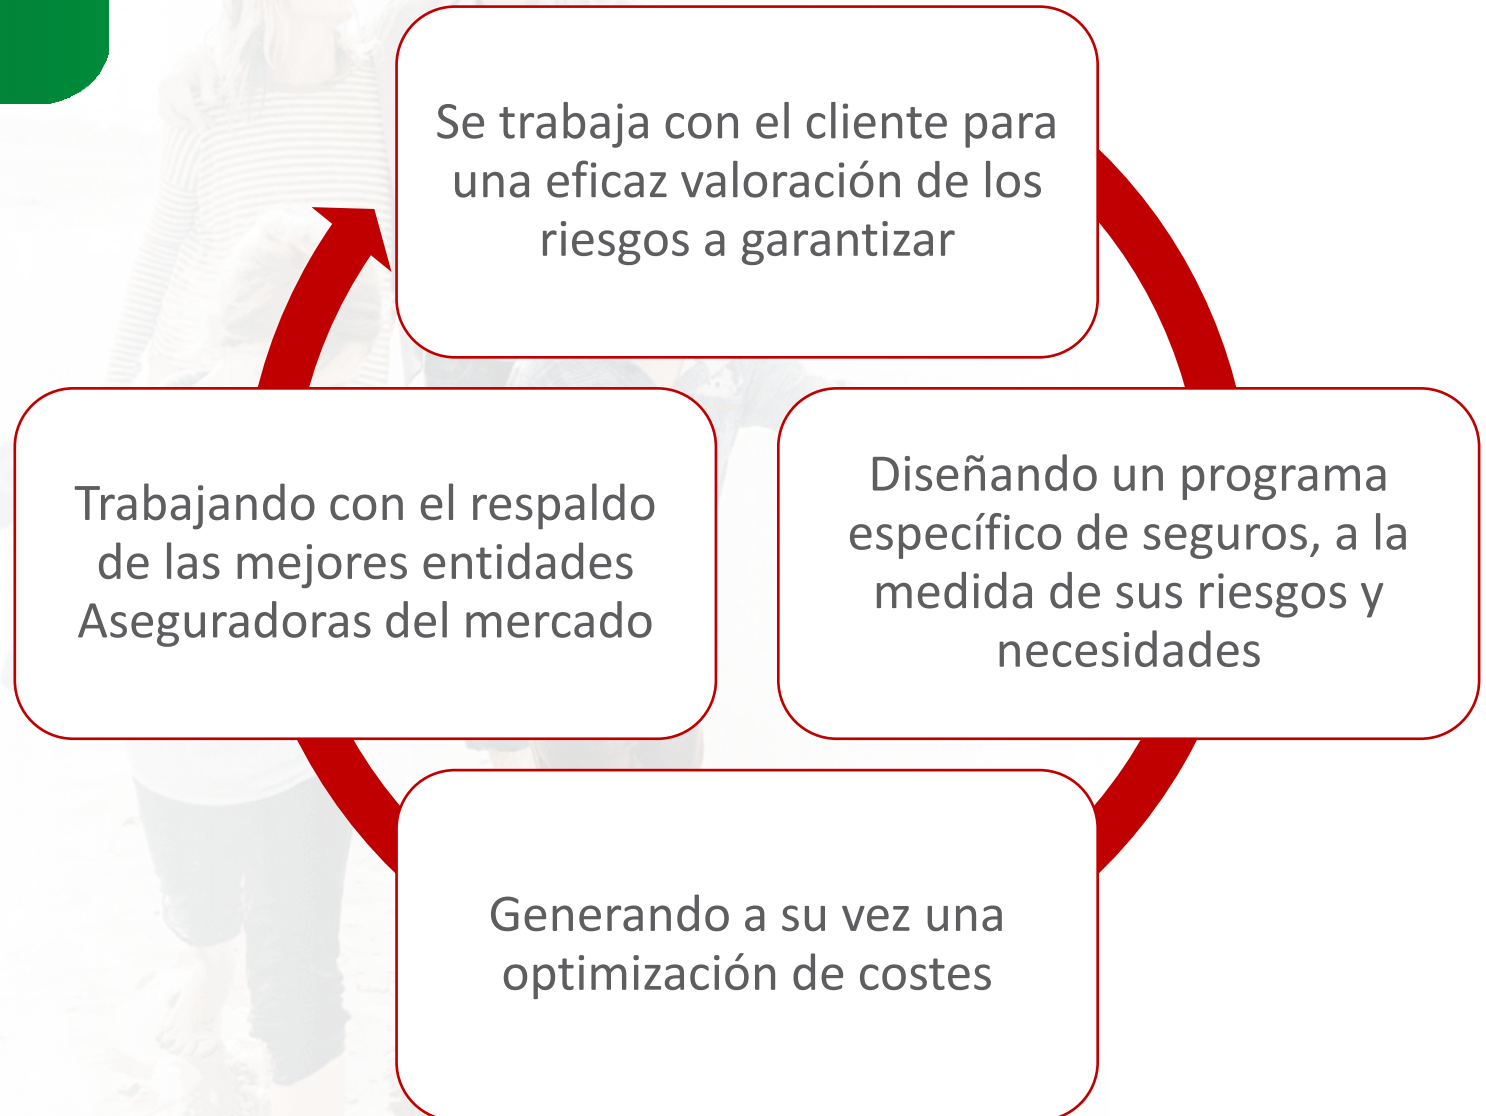 Se trabaja con el cliente para
una eficaz valoración de los
riesgos a garantizar
Diseñando un programa
específico de seguros, a la
medida de sus riesgos y
necesidades
Generando a su vez una
optimización de costes
Trabajando con el respaldo
de las mejores entidades
Aseguradoras del mercado